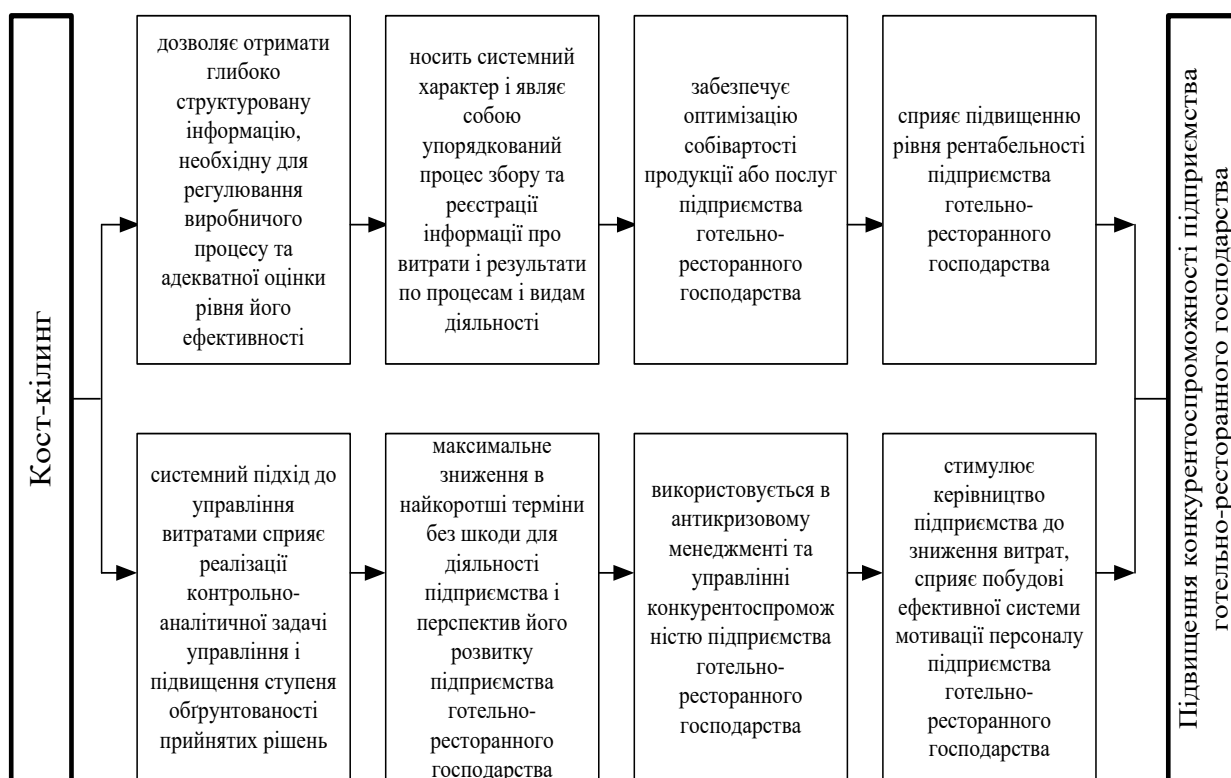 Кост-кілинг
дозволяє отримати
глибоко
структуровану
інформацію,
необхідну для
регулювання
виробничого
процесу та
адекватної оцінки
рівня його
ефективності
носить системний
характер і являє
собою
упорядкований
процес збору та
реєстрації
інформації про
витрати і результати
по процесам і видам
діяльності
забезпечує
оптимізацію
собівартості
продукції або послуг
підприємства
готельно-
ресторанного
господарства
сприяє підвищенню
рівня рентабельності
підприємства
готельно-
ресторанного
господарства
системний підхід до
управління
витратами сприяє
реалізації
контрольно-
аналітичної задачі
управління і
підвищення ступеня
обґрунтованості
прийнятих рішень
максимальне
зниження в
найкоротші терміни
без шкоди для
діяльності
підприємства і
перспектив його
розвитку
підприємства
готельно-
ресторанного
господарства
використовується в
антикризовому
менеджменті та
управлінні
конкурентоспромож
ністю підприємства
готельно-
ресторанного
господарства
стимулює
керівництво
підприємства до
зниження витрат,
сприяє побудові
ефективної системи
мотивації персоналу
підприємства
готельно-
ресторанного
господарства
Підвищення конкурентоспроможності підприємства
готельно-ресторанного господарства